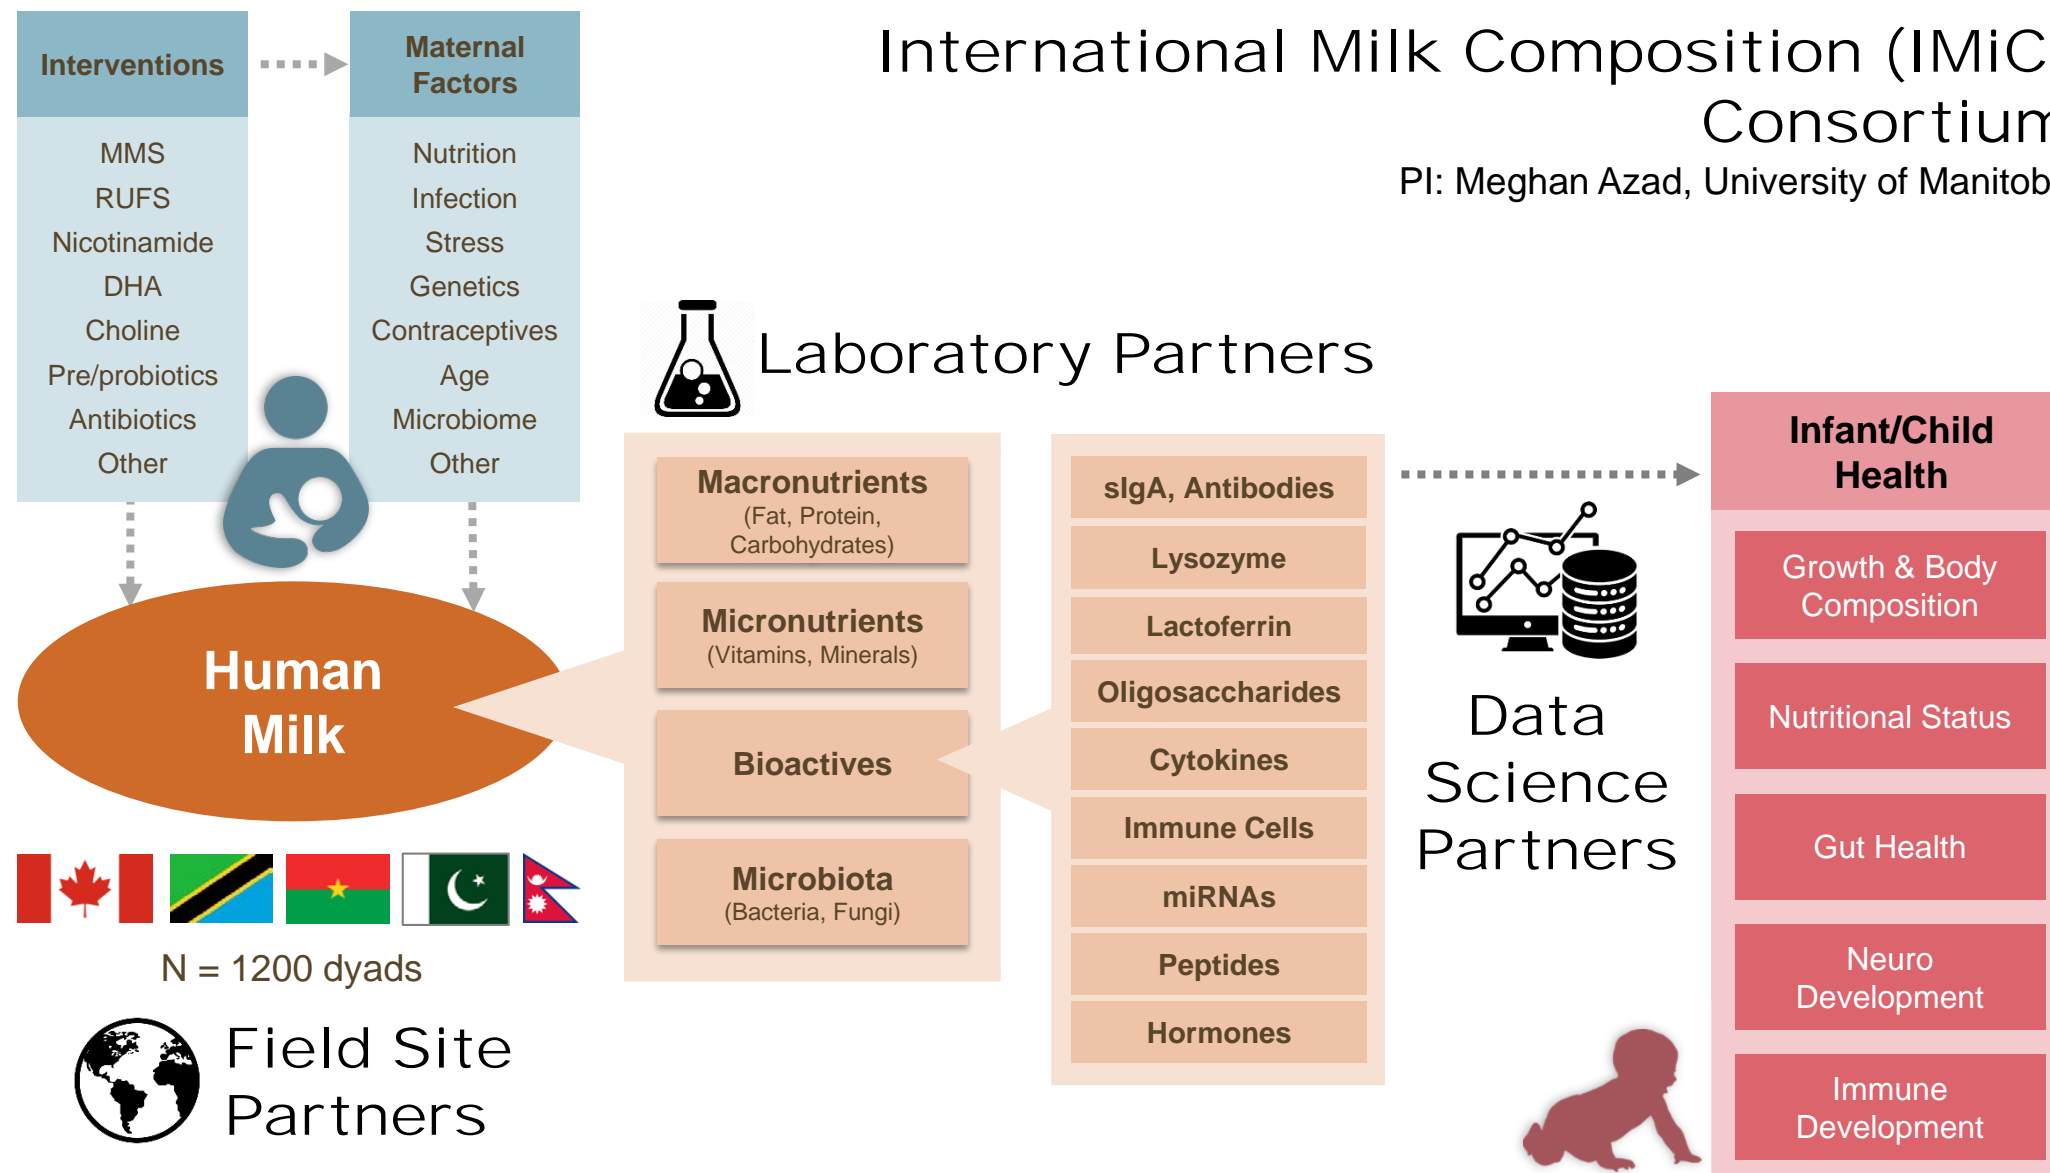 International Milk Composition (IMiC
Consortium
PI: Meghan Azad, University of Manitob
Interventions
MMS
RUFS
Nicotinamide
DHA
Choline
Pre/probiotics
Antibiotics
Other
Maternal
Factors
Nutrition
Infection
Stress
Genetics
Contraceptives
Age
Microbiome
Other
Human
Milk
N = 1200 dyads
Field Site
Partners
Laboratory Partners
Macronutrients
(Fat, Protein,
Carbohydrates)
Micronutrients
(Vitamins, Minerals)
Bioactives
Microbiota
(Bacteria, Fungi)
sIgA, Antibodies
Lysozyme
Lactoferrin
Oligosaccharides
Cytokines
Immune Cells
miRNAs
Peptides
Hormones
Data
Science
Partners
Infant/Child
Health
Growth & Body
Composition
Nutritional Status
Gut Health
Neuro
Development
Immune
Development